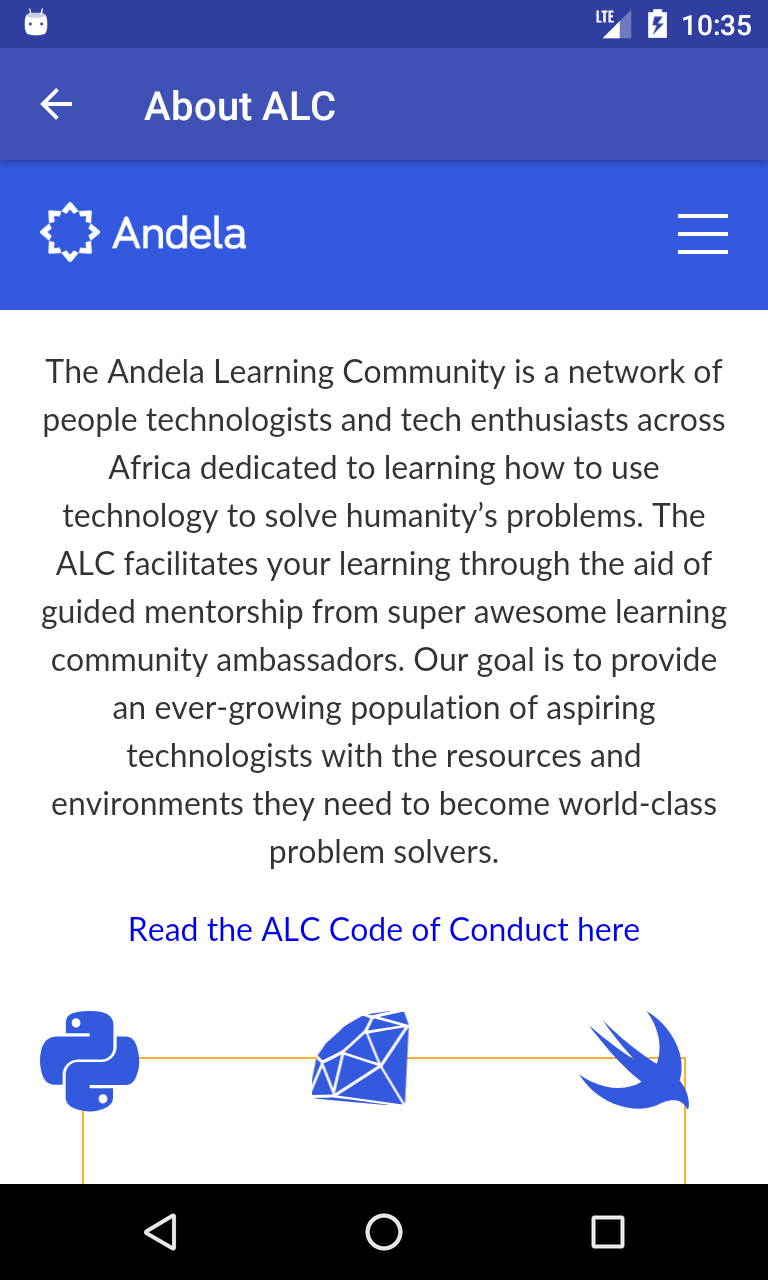 LTE 10:35
About ALC
Andela
The Andela Learning Community is a network of
people technologists and tech enthusiasts across
Africa dedicated to learning how to use
technology to solve humanity’s problems. The
ALC facilitates your learning through the aid of
guided mentorship from super awesome learning
community ambassadors. Our goal is to provide
an ever-growing population of aspiring
technologists with the resources and
environments they need to become world-class
problem solvers.
Read the ALC Code of Conduct here